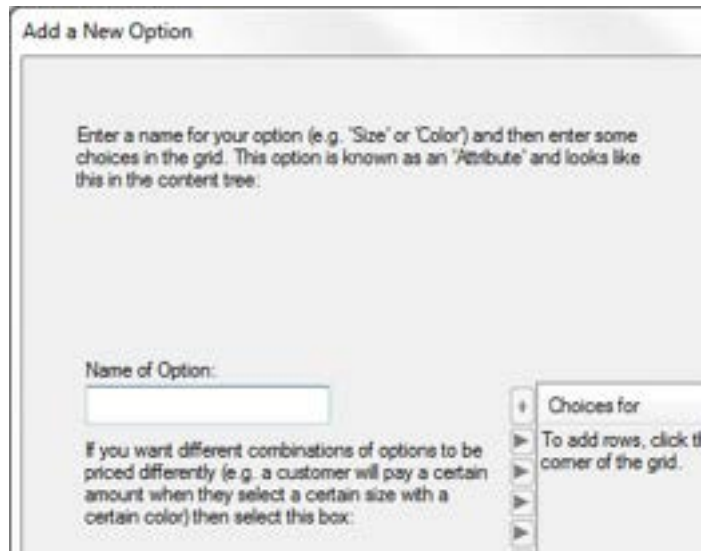 Add a New Option
Enter a name for your option (e.g. 'Size' or 'Color') and then enter some
choices in the grid. This option is known as an 'Attribute' and looks like
this in the content tree:
Name of Option:
Choices for
To add rows, click
corner of the grid.
If you want different combinations of options to be
priced differently (e.g. a customer will pay a certain
amount when they select a certain size with a
certain color) then select this box: